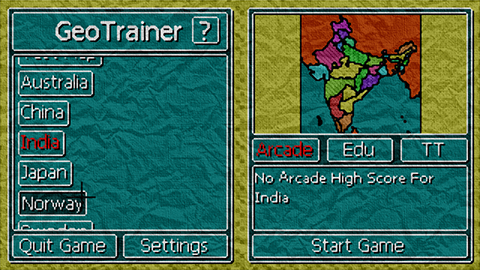 GeoTrainer ?
Australia
China
India
Japan
Norway
Sweden
Quit Game
Settings
Arcade
Edu
TT
No Arcade High Score For
India
Start Game